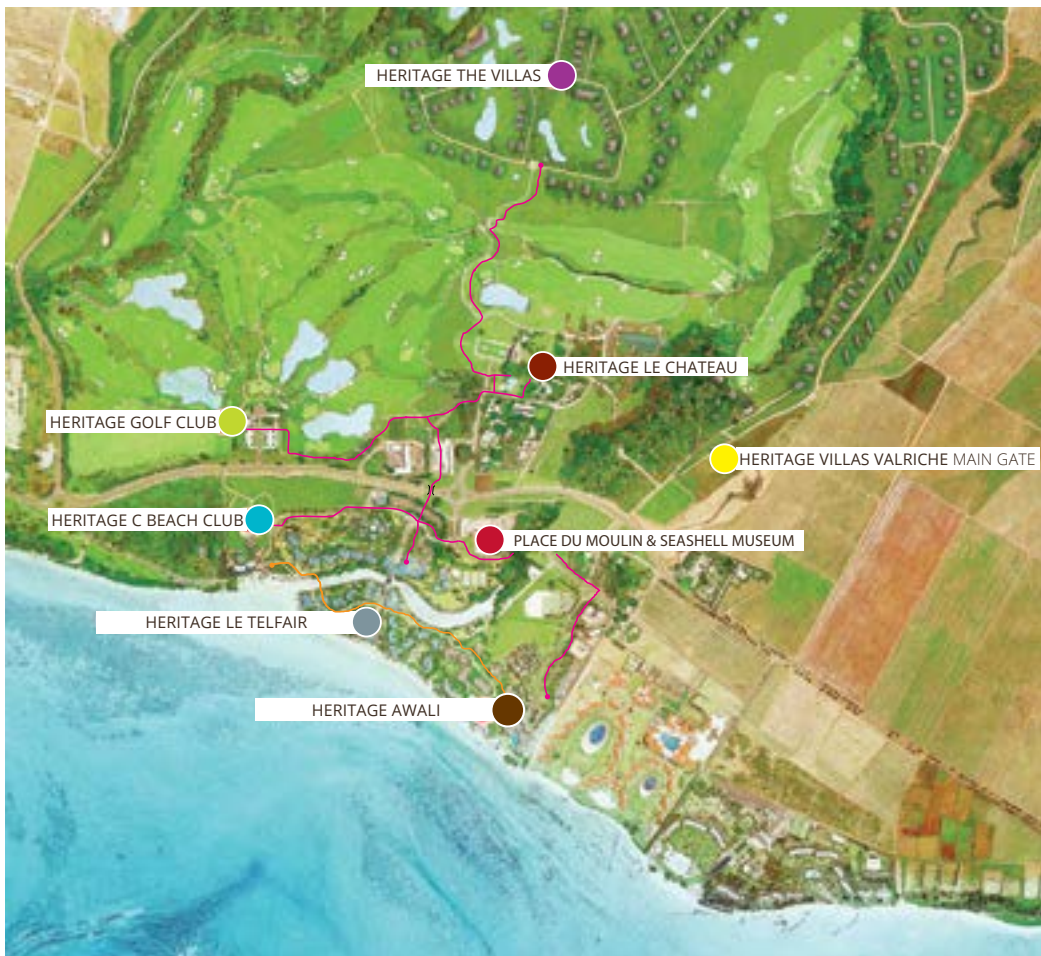 HERITAGE THE VILLAS
HERITAGE LE CHATEAU
HERITAGE GOLF CLUB
HERITAGE VILLAS VALRICHE MAIN GATE
HERITAGE C BEACH CLUB
PLACE DU MOULIN & SEASHELL MUSEUM
HERITAGE LE TELFAIR
HERITAGE AWALI